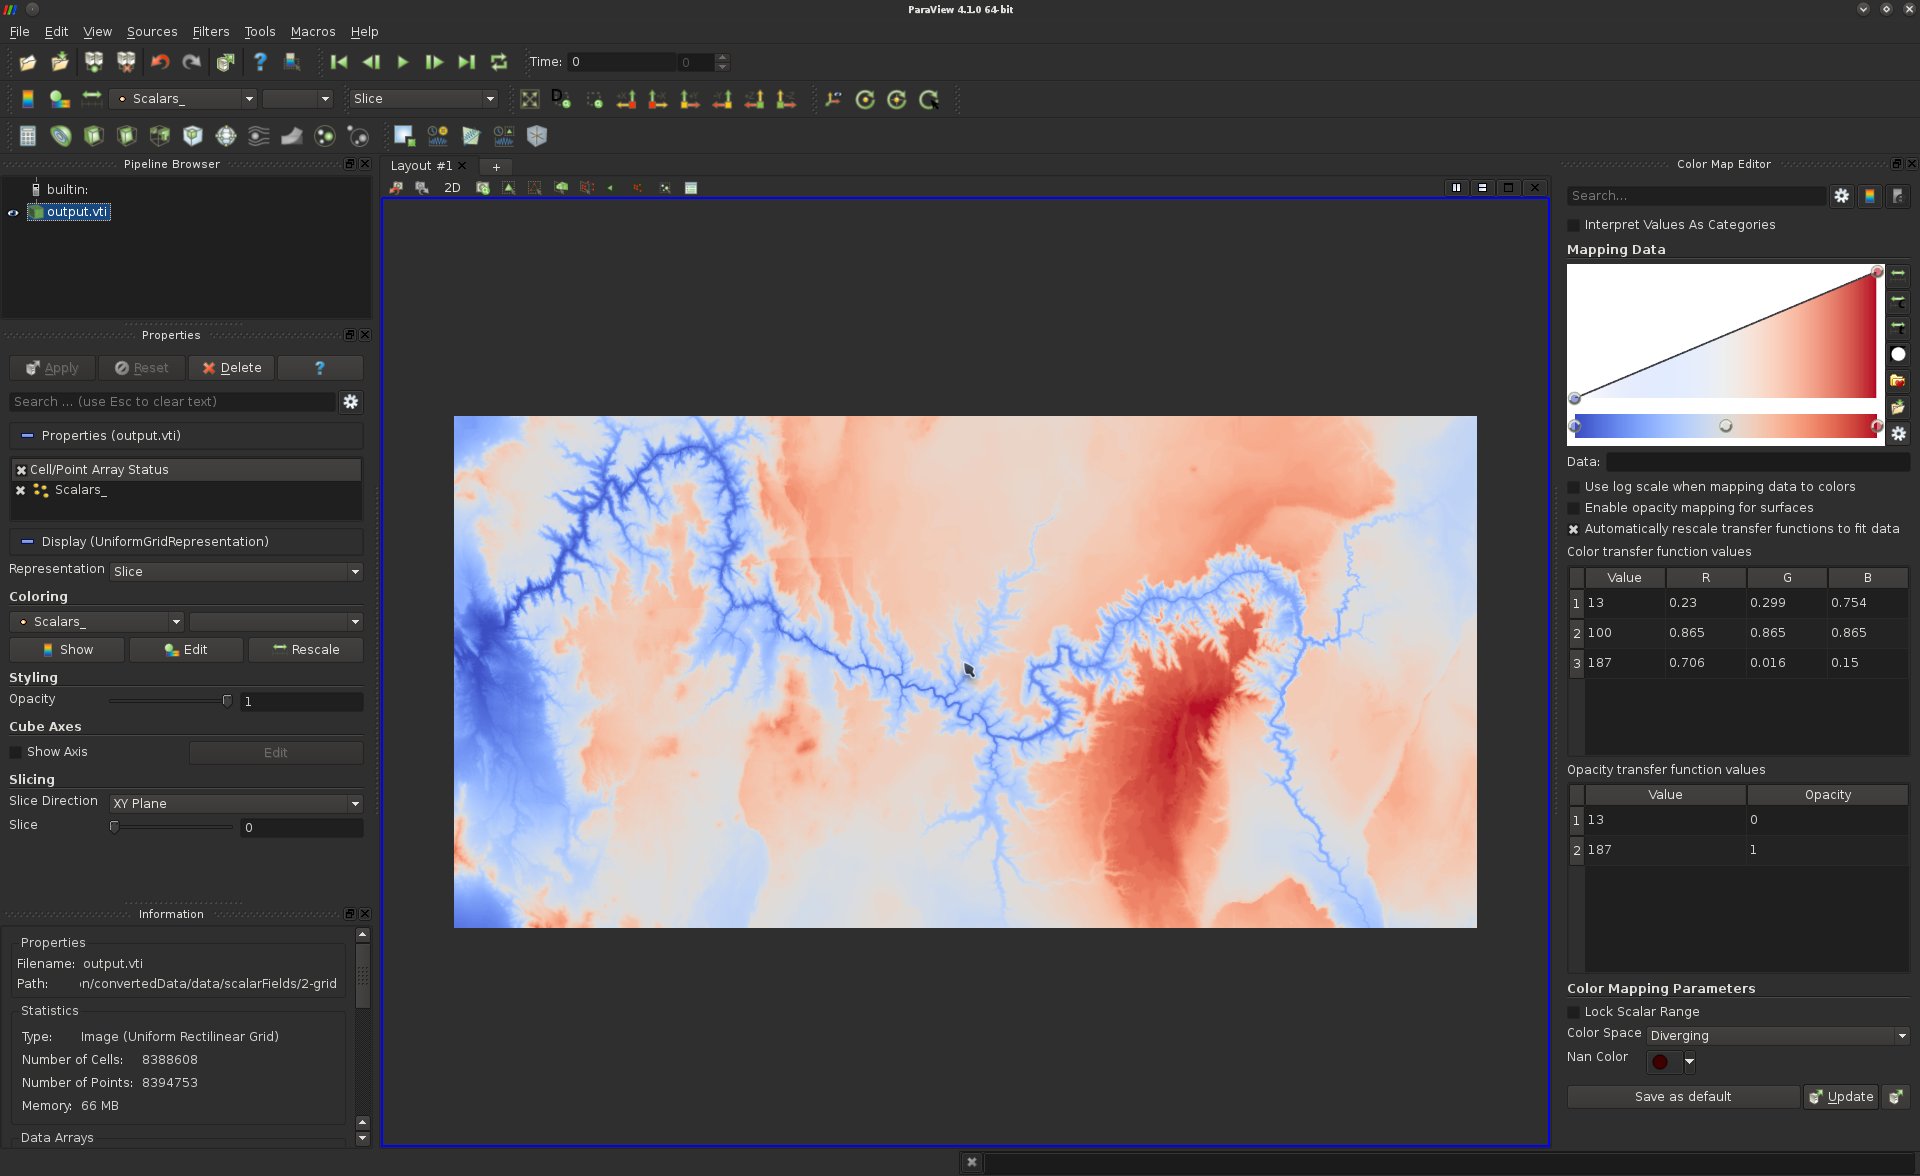 ParaView 4.1.0 64-bit
File Edit View Sources Filters Tools Macros Help
Time: 0 0
Scalars_ Slice
Pipeline Browser
builtin:
output.vti
Properties
Apply Reset Delete ?
Search ... (use Esc to clear text)
Properties (output.vti)
Cell/Point Array Status
Scalars_
Display (UniformGridRepresentation)
Representation Slice
Coloring
Scalars_
Show Edit Rescale
Styling
Opacity 1
Cube Axes
Show Axis Edit
Slicing
Slice Direction XY Plane
Slice 0
Information
Properties
Filename: output.vti
Path: n/convertedData/data/scalarFields/2-grid
Statistics
Type: Image (Uniform Rectilinear Grid)
Number of Cells: 8388608
Number of Points: 8394753
Memory: 66 MB
Data Arrays
Layout #1 +
2D
Color Map Editor
Search...
Interpret Values As Categories
Mapping Data
Data:
Use log scale when mapping data to colors
Enable opacity mapping for surfaces
Automatically rescale transfer functions to fit data
Color transfer function values
Value R G B
1 13 0.23 0.299 0.754
2 100 0.865 0.865 0.865
3 187 0.706 0.016 0.15
Opacity transfer function values
Value Opacity
1 13 0
2 187 1
Color Mapping Parameters
Lock Scalar Range
Color Space Diverging
Nan Color
Save as default Update